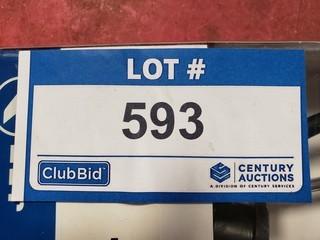 LOT #
593
ClubBid
CENTURY
AUCTIONS
A DIVISION OF CENTURY SERVICES